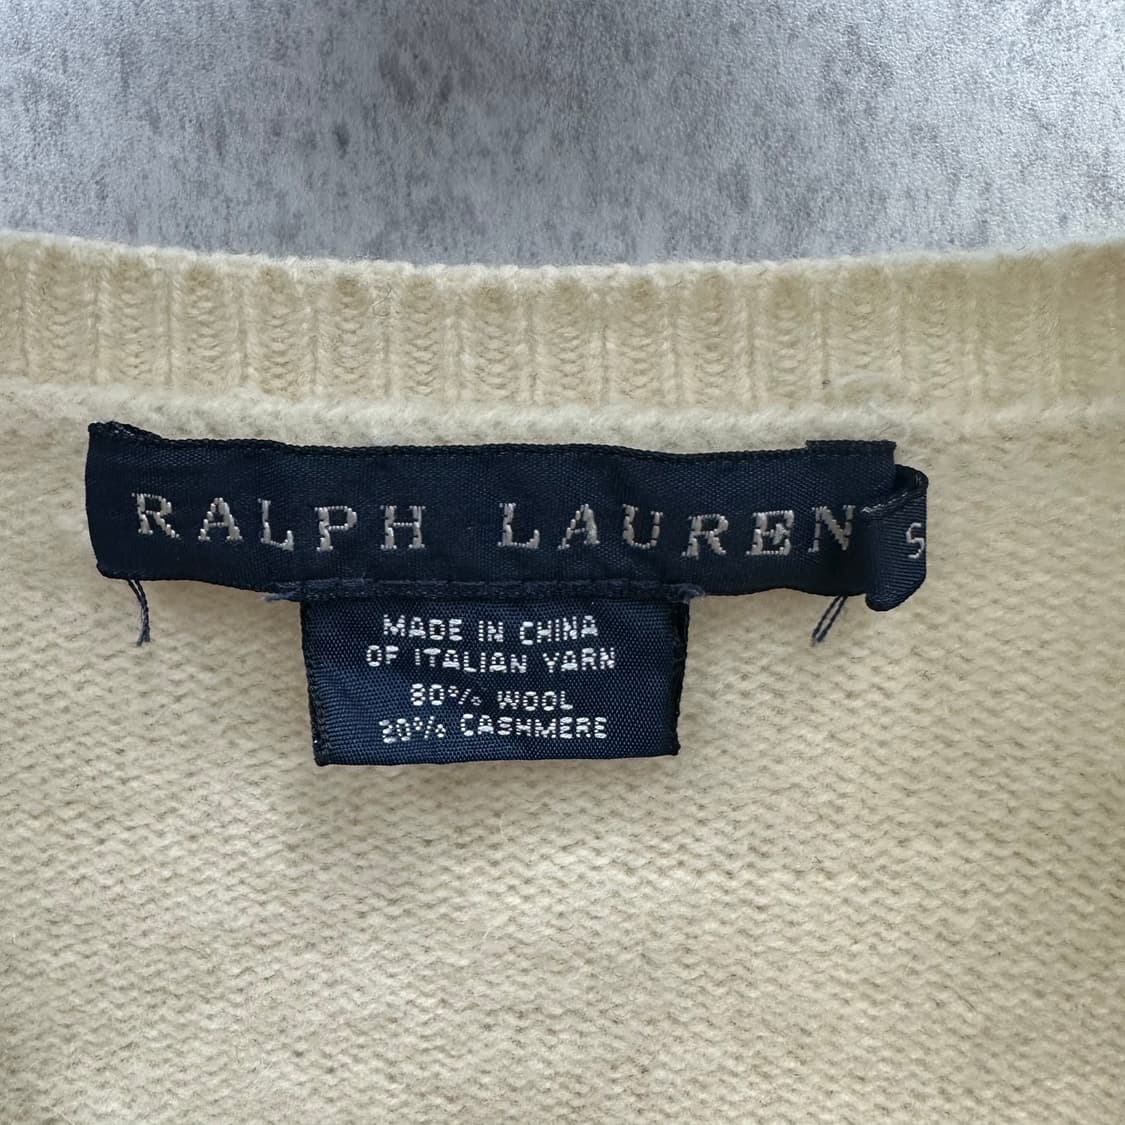 RALPH LAUREN
S
MADE IN CHINA
OF ITALIAN YARN
80% WOOL
20% CASHMERE